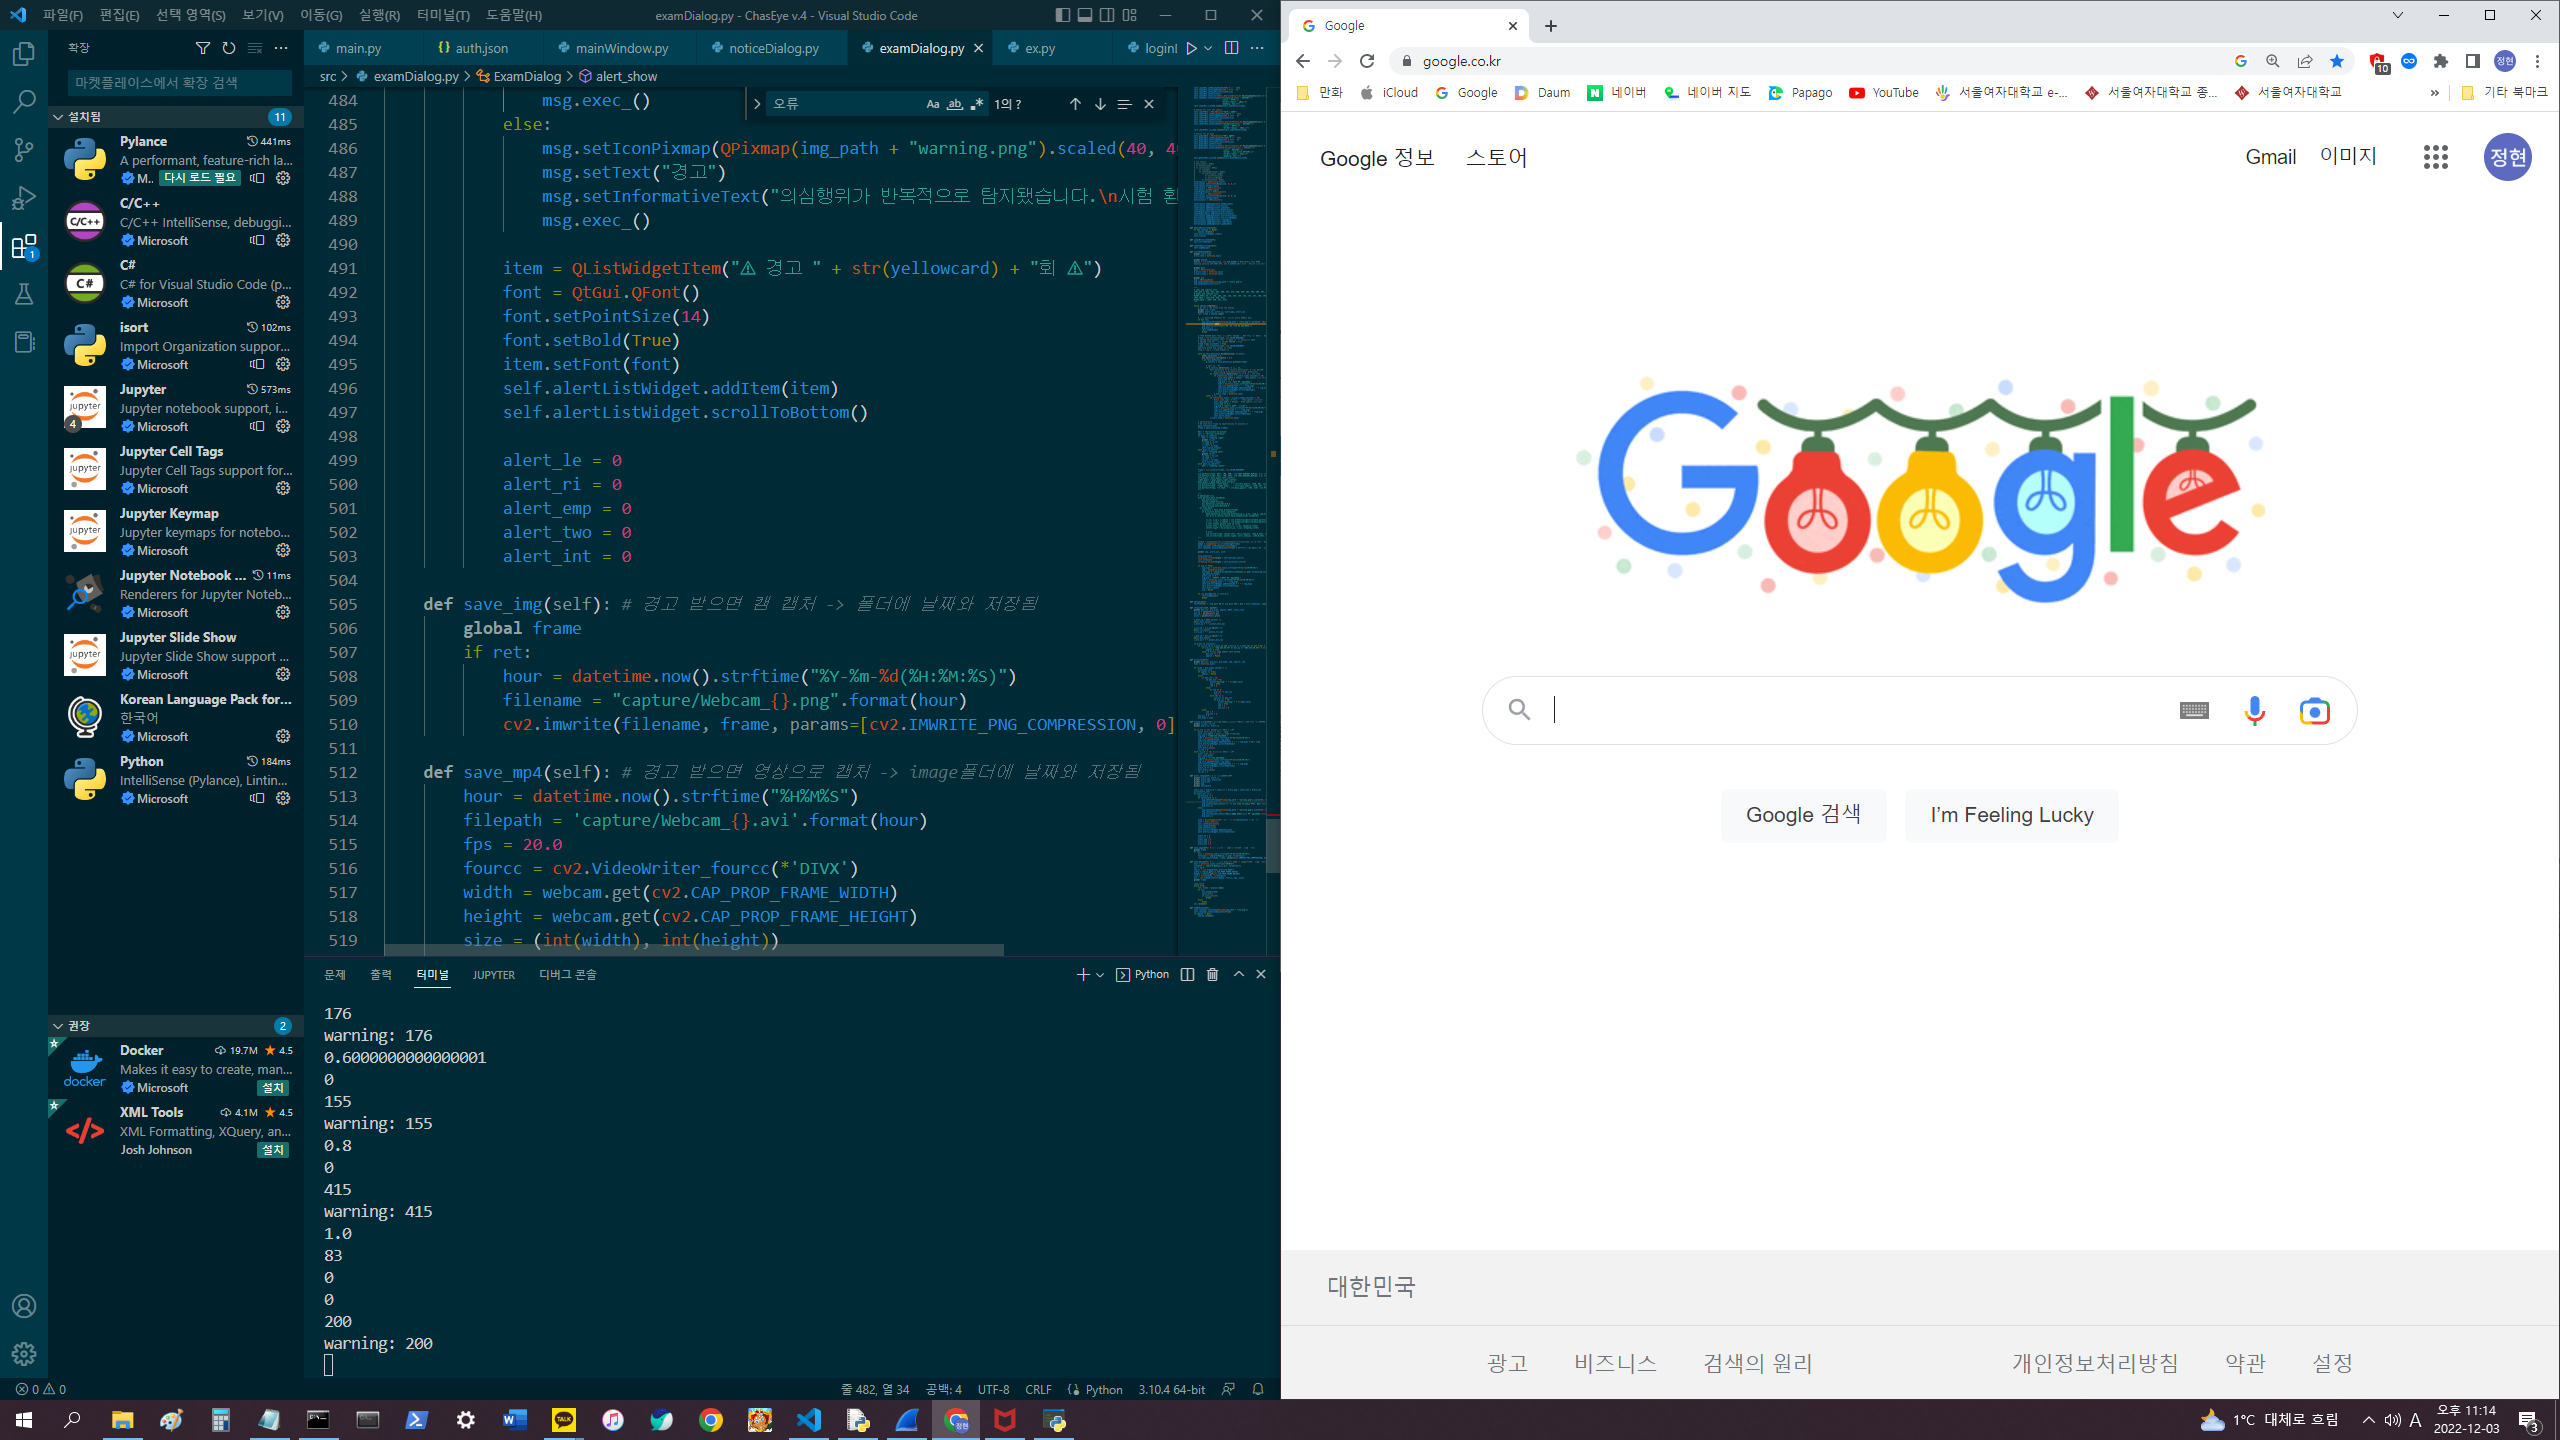 파일(F) 편집(E) 선택 영역(S) 보기(V) 이동(G) 실행(R) 터미널(T) 도움말(H) examDialog.py - ChasEye v.4 - Visual Studio Code
확장
마켓플레이스에서 확장 검색
설치됨 11
Pylance 441ms
A performant, feature-rich la...
M.. 다시 로드 필요
C/C++
C/C++ IntelliSense, debuggi...
Microsoft
C#
C# for Visual Studio Code (p...
Microsoft
isort 102ms
Import Organization suppor...
Microsoft
Jupyter 573ms
Jupyter notebook support, i...
Microsoft
4
Jupyter Cell Tags
Jupyter Cell Tags support for...
Microsoft
Jupyter Keymap
Jupyter keymaps for notebo...
Microsoft
Jupyter Notebook ... 11ms
Renderers for Jupyter Noteb...
Microsoft
Jupyter Slide Show
Jupyter Slide Show support ...
Microsoft
Korean Language Pack for...
한국어
Microsoft
Python 184ms
IntelliSense (Pylance), Lintin...
Microsoft
권장 2
Docker 19.7M 4.5
Makes it easy to create, man...
Microsoft 설치
XML Tools 4.1M 4.5
XML Formatting, XQuery, an...
Josh Johnson 설치
main.py {} auth.json mainWindow.py noticeDialog.py examDialog.py ex.py loginI
src > examDialog.py > ExamDialog > alert_show
오류 Aa ab 1의 ?
484 msg.exec_()
485 else:
486 msg.setIconPixmap(QPixmap(img_path + "warning.png").scaled(40, 4
487 msg.setText("경고")
488 msg.setInformativeText("의심행위가 반복적으로 탐지됐습니다.\n시험 환
489 msg.exec_()
490
491 item = QListWidgetItem("⚠ 경고 " + str(yellowcard) + "회 ⚠")
492 font = QtGui.QFont()
493 font.setPointSize(14)
494 font.setBold(True)
495 item.setFont(font)
496 self.alertListWidget.addItem(item)
497 self.alertListWidget.scrollToBottom()
498
499 alert_le = 0
500 alert_ri = 0
501 alert_emp = 0
502 alert_two = 0
503 alert_int = 0
504
505 def save_img(self): # 경고 받으면 캠 캡처 -> 폴더에 날짜와 저장됨
506 global frame
507 if ret:
508 hour = datetime.now().strftime("%Y-%m-%d(%H:%M:%S)")
509 filename = "capture/Webcam_{}.png".format(hour)
510 cv2.imwrite(filename, frame, params=[cv2.IMWRITE_PNG_COMPRESSION, 0]
511
512 def save_mp4(self): # 경고 받으면 영상으로 캡처 -> image폴더에 날짜와 저장됨
513 hour = datetime.now().strftime("%H%M%S")
514 filepath = 'capture/Webcam_{}.avi'.format(hour)
515 fps = 20.0
516 fourcc = cv2.VideoWriter_fourcc(*'DIVX')
517 width = webcam.get(cv2.CAP_PROP_FRAME_WIDTH)
518 height = webcam.get(cv2.CAP_PROP_FRAME_HEIGHT)
519 size = (int(width), int(height))
문제 출력 터미널 JUPYTER 디버그 콘솔 Python
176
warning: 176
0.6000000000000001
0
155
warning: 155
0.8
0
415
warning: 415
1.0
83
0
0
200
warning: 200
0 0 줄 482, 열 34 공백: 4 UTF-8 CRLF Python 3.10.4 64-bit
Google
google.co.kr
10
정현
만화 iCloud Google Daum 네이버 네이버 지도 Papago YouTube 서울여자대학교 e-... 서울여자대학교 종... 서울여자대학교 » 기타 북마크
Google 정보 스토어 Gmail 이미지 정현
Google
Google 검색 I'm Feeling Lucky
대한민국
광고 비즈니스 검색의 원리 개인정보처리방침 약관 설정
1°C 대체로 흐림 A 오후 11:14
2022-12-03
3